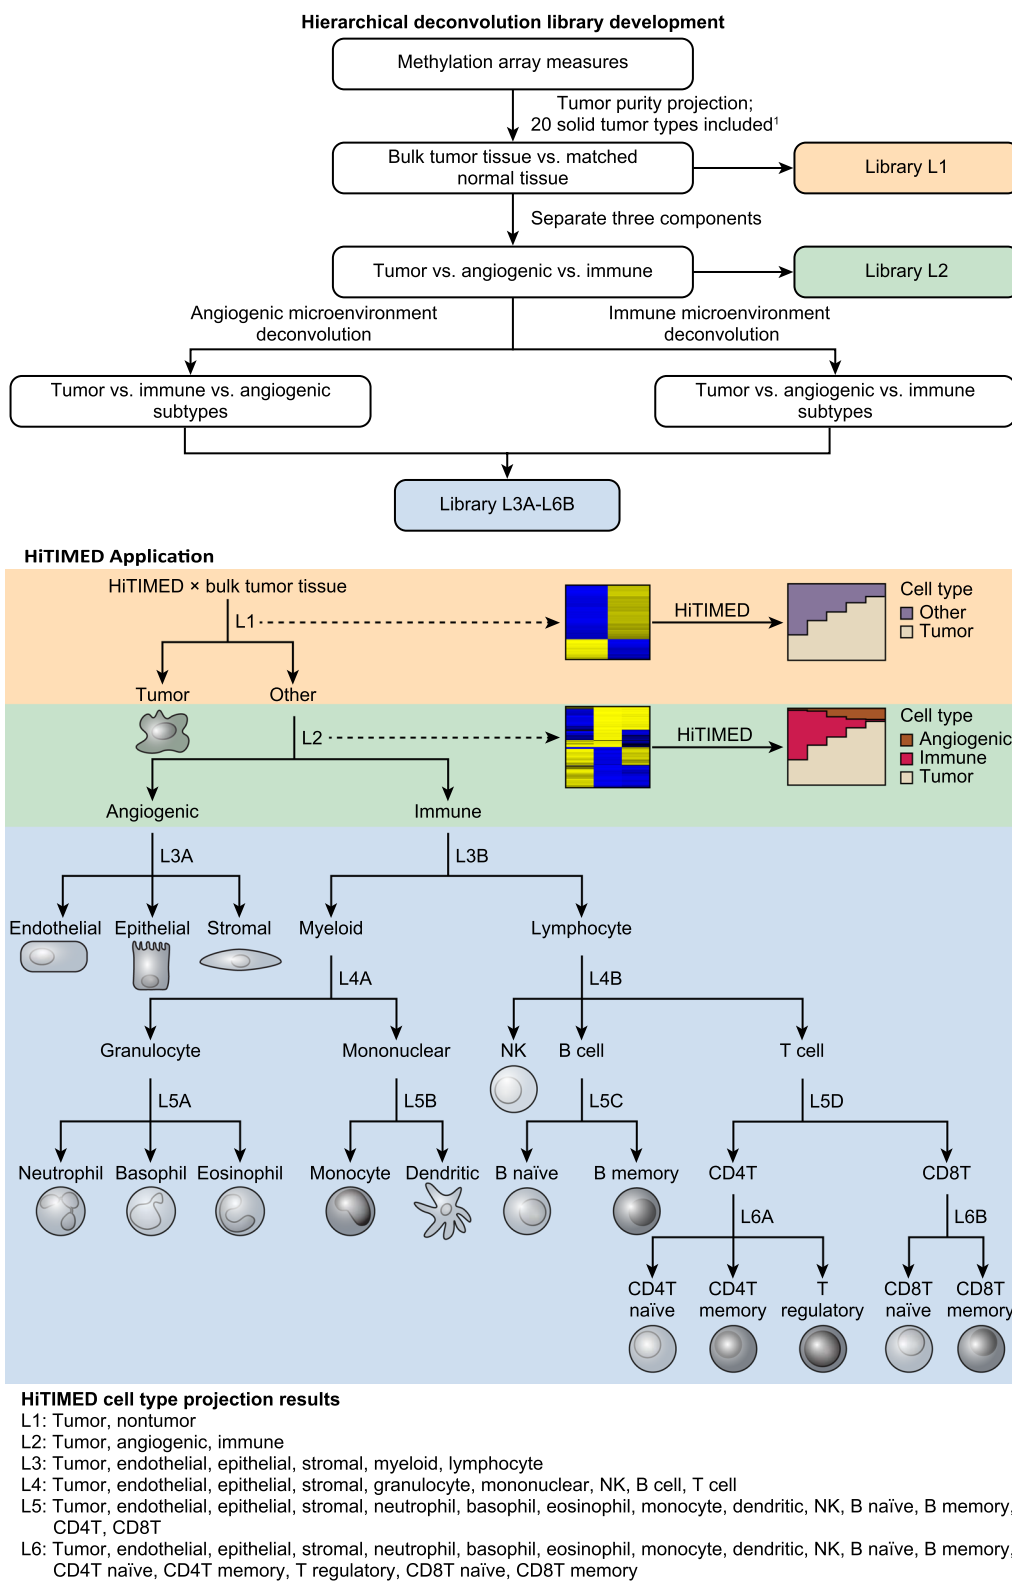 Hierarchical deconvolution library development
Methylation array measures
Tumor purity projection;
20 solid tumor types included¹
Bulk tumor tissue vs. matched
normal tissue
Library L1
Separate three components
Tumor vs. angiogenic vs. immune
Library L2
Angiogenic microenvironment
deconvolution
Immune microenvironment
deconvolution
Tumor vs. immune vs. angiogenic
subtypes
Tumor vs. angiogenic vs. immune
subtypes
Library L3A-L6B
HiTIMED Application
HiTIMED × bulk tumor tissue
L1
HiTIMED
Cell type
Other
Tumor
Tumor
Other
L2
HiTIMED
Cell type
Angiogenic
Immune
Tumor
Angiogenic
Immune
L3A
L3B
Endothelial
Epithelial
Stromal
Myeloid
Lymphocyte
L4A
L4B
Granulocyte
Mononuclear
NK
B cell
T cell
L5A
L5B
L5C
L5D
Neutrophil
Basophil
Eosinophil
Monocyte
Dendritic
B naïve
B memory
CD4T
CD8T
L6A
L6B
CD4T
naïve
CD4T
memory
T
regulatory
CD8T
naïve
CD8T
memory
HiTIMED cell type projection results
L1: Tumor, nontumor
L2: Tumor, angiogenic, immune
L3: Tumor, endothelial, epithelial, stromal, myeloid, lymphocyte
L4: Tumor, endothelial, epithelial, stromal, granulocyte, mononuclear, NK, B cell, T cell
L5: Tumor, endothelial, epithelial, stromal, neutrophil, basophil, eosinophil, monocyte, dendritic, NK, B naïve, B memory,
CD4T, CD8T
L6: Tumor, endothelial, epithelial, stromal, neutrophil, basophil, eosinophil, monocyte, dendritic, NK, B naïve, B memory,
CD4T naïve, CD4T memory, T regulatory, CD8T naïve, CD8T memory